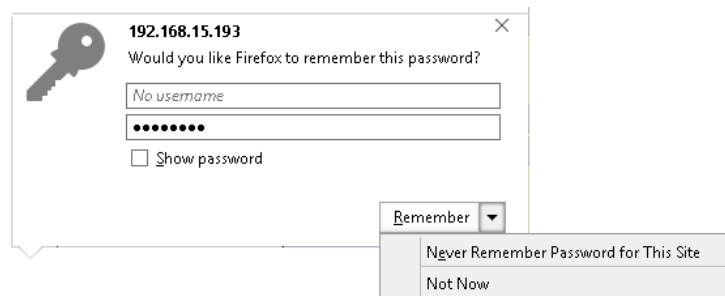 192.168.15.193
Would you like Firefox to remember this password?
No username
••••••••
Show password
Remember
Never Remember Password for This Site
Not Now